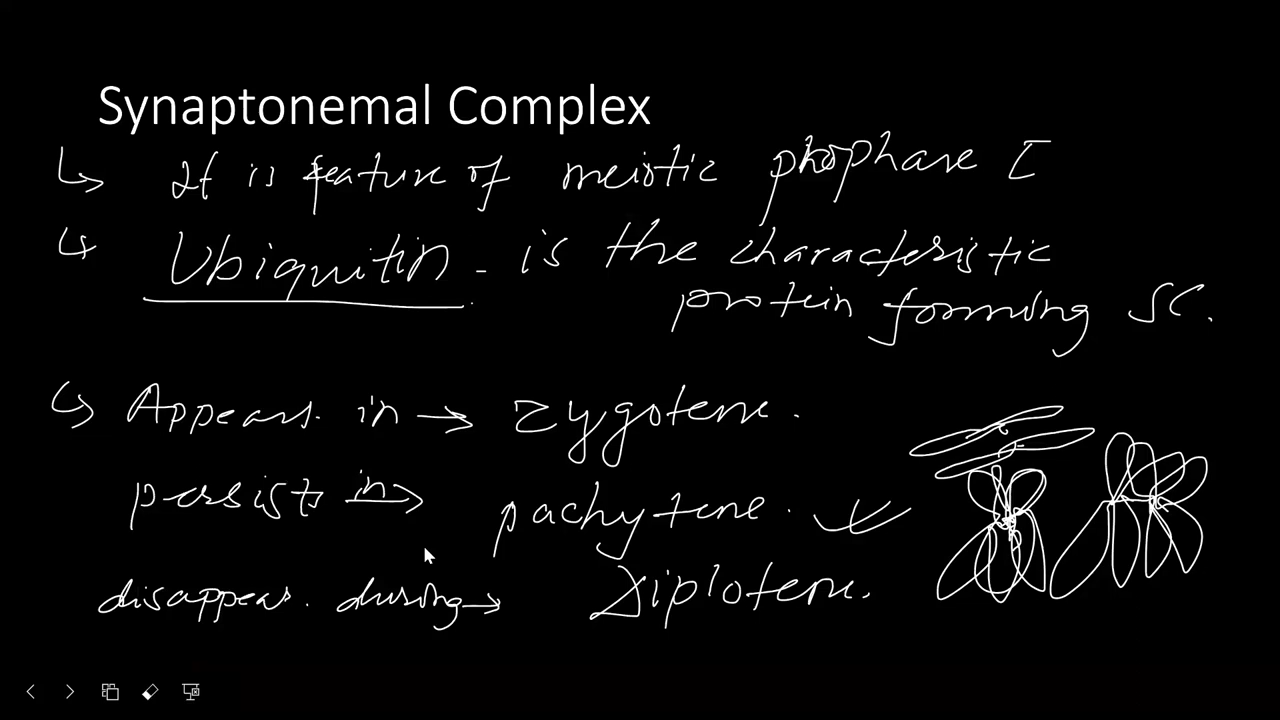 Synaptonemal Complex
It is feature of meiotic phophase I
Ubiquitin - is the characteristic
protein forming SC.
Appears in → Zygotene.
persists in → pachytene.
disappear during → Diplotene.